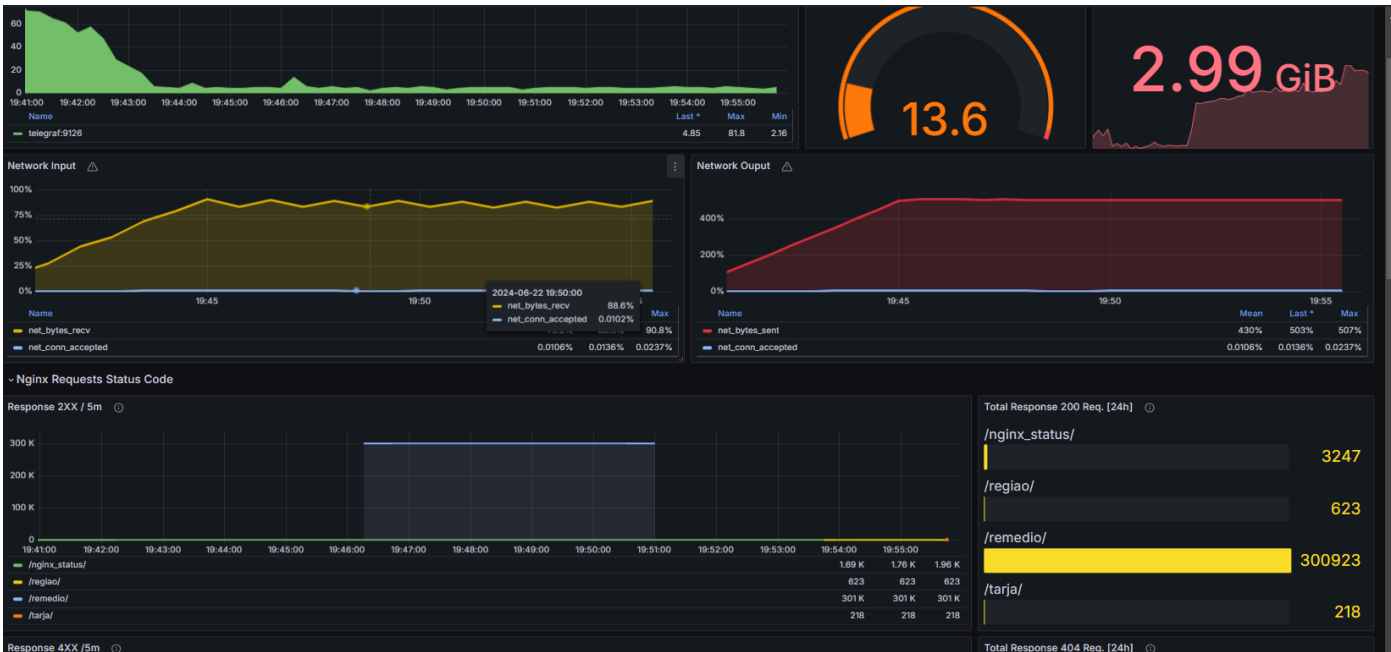 60
40
20
0
19:41:00 19:42:00 19:43:00 19:44:00 19:45:00 19:46:00 19:47:00 19:48:00 19:49:00 19:50:00 19:51:00 19:52:00 19:53:00 19:54:00 19:55:00
Name Last * Max Min
telegraf:9126 4.85 81.8 2.16
13.6
2.99 GiB
Network Input
100%
75%
50%
25%
0%
19:45 19:50
2024-06-22 19:50:00
net_bytes_recv 88.6%
net_conn_accepted 0.0102%
Name Max
net_bytes_recv 90.8%
net_conn_accepted 0.0106% 0.0136% 0.0237%
Network Ouput
400%
200%
0%
19:45 19:50 19:55
Name Mean Last * Max
net_bytes_sent 430% 503% 507%
net_conn_accepted 0.0106% 0.0136% 0.0237%
Nginx Requests Status Code
Response 2XX / 5m
300 K
200 K
100 K
0
19:41:00 19:42:00 19:43:00 19:44:00 19:45:00 19:46:00 19:47:00 19:48:00 19:49:00 19:50:00 19:51:00 19:52:00 19:53:00 19:54:00 19:55:00
/nginx_status/ 1.69 K 1.76 K 1.96 K
/regiao/ 623 623 623
/remedio/ 301 K 301 K 301 K
/tarja/ 218 218 218
Total Response 200 Req. [24h]
/nginx_status/
3247
/regiao/
623
/remedio/
300923
/tarja/
218
Response 4XX /5m
Total Response 404 Req. [24h]